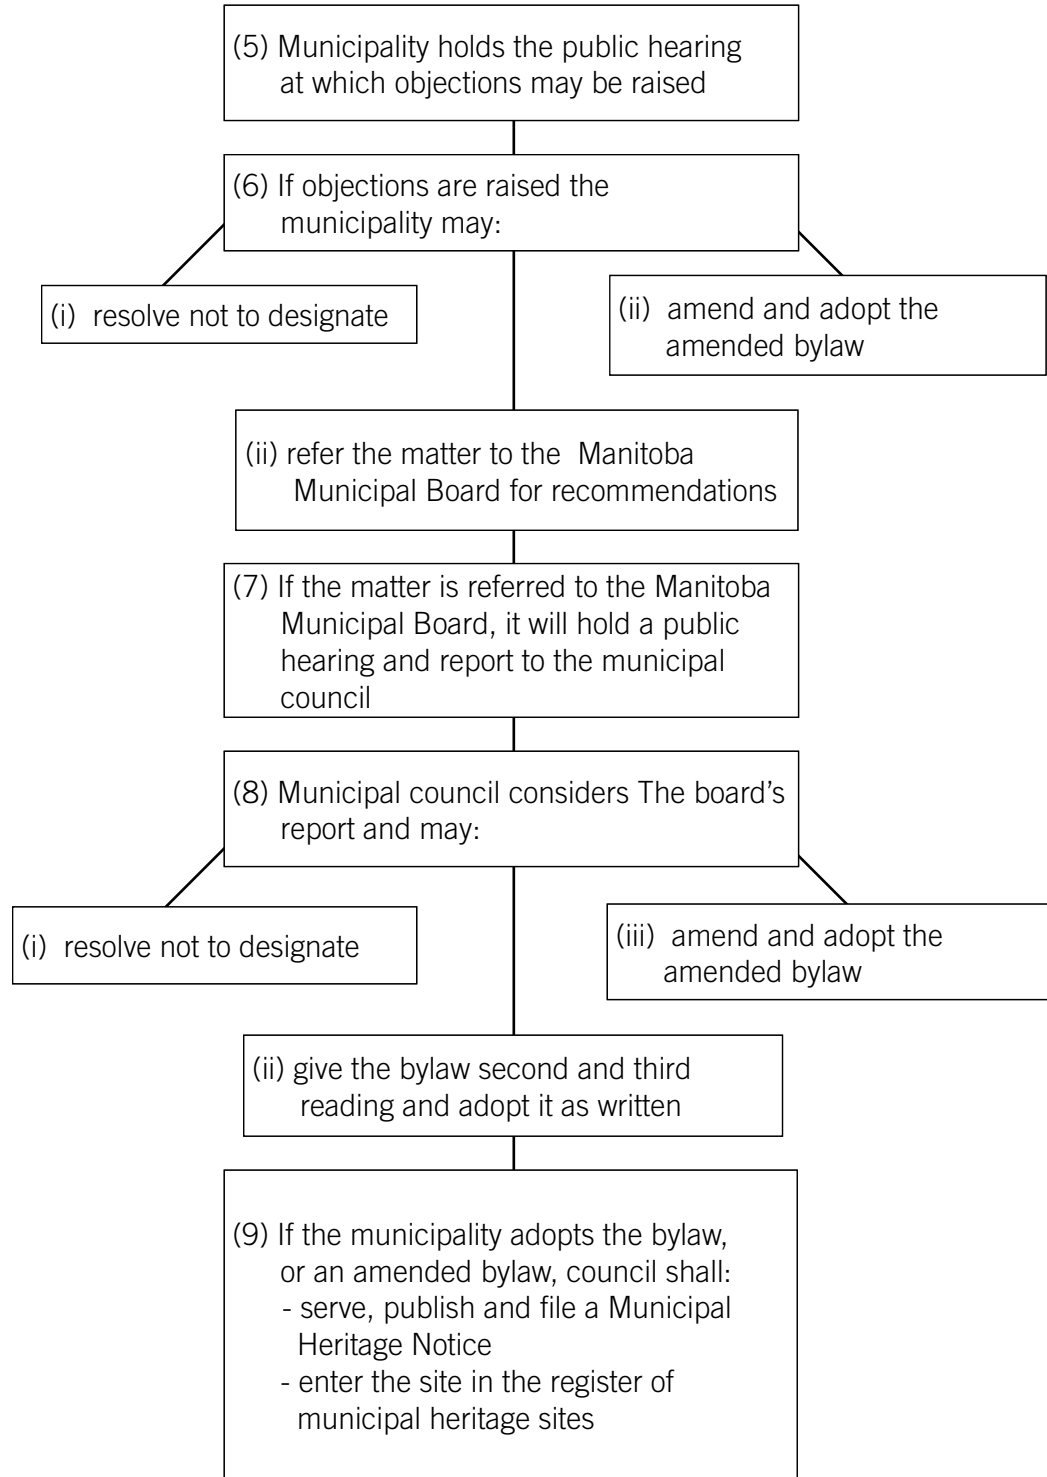 (5) Municipality holds the public hearing
at which objections may be raised
(6) If objections are raised the
municipality may:
(i) resolve not to designate
(ii) amend and adopt the
amended bylaw
(ii) refer the matter to the Manitoba
Municipal Board for recommendations
(7) If the matter is referred to the Manitoba
Municipal Board, it will hold a public
hearing and report to the municipal
council
(8) Municipal council considers The board's
report and may:
(i) resolve not to designate
(iii) amend and adopt the
amended bylaw
(ii) give the bylaw second and third
reading and adopt it as written
(9) If the municipality adopts the bylaw,
or an amended bylaw, council shall:
- serve, publish and file a Municipal
Heritage Notice
- enter the site in the register of
municipal heritage sites